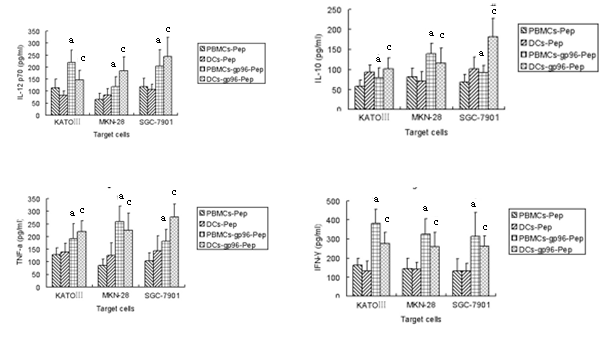 350
300
250
200
150
100
50
0
IL-12 p70 (pg/ml)
a c a c a c
KATOIII MKN-28 SGC-7901
Target cells
PBMCs-Pep
DCs-Pep
PBMCs-gp96-Pep
DCs-gp96-Pep
250
200
150
100
50
0
IL-10 (pg/ml)
a c a c a c
KATOIII MKN-28 SGC-7901
Target cells
PBMCs-Pep
DCs-Pep
PBMCs-gp96-Pep
DCs-gp96-Pep
350
300
250
200
150
100
50
0
TNF-a (pg/ml)
a c a c a c
KATOIII MKN-28 SGC-7901
Target cells
PBMCs-Pep
DCs-Pep
PBMCs-gp96-Pep
DCs-gp96-Pep
500
400
300
200
100
0
IFN-γ (pg/ml)
a c a c a c
KATOIII MKN-28 SGC-7901
Target cells
PBMCs-Pep
DCs-Pep
PBMCs-gp96-Pep
DCs-gp96-Pep